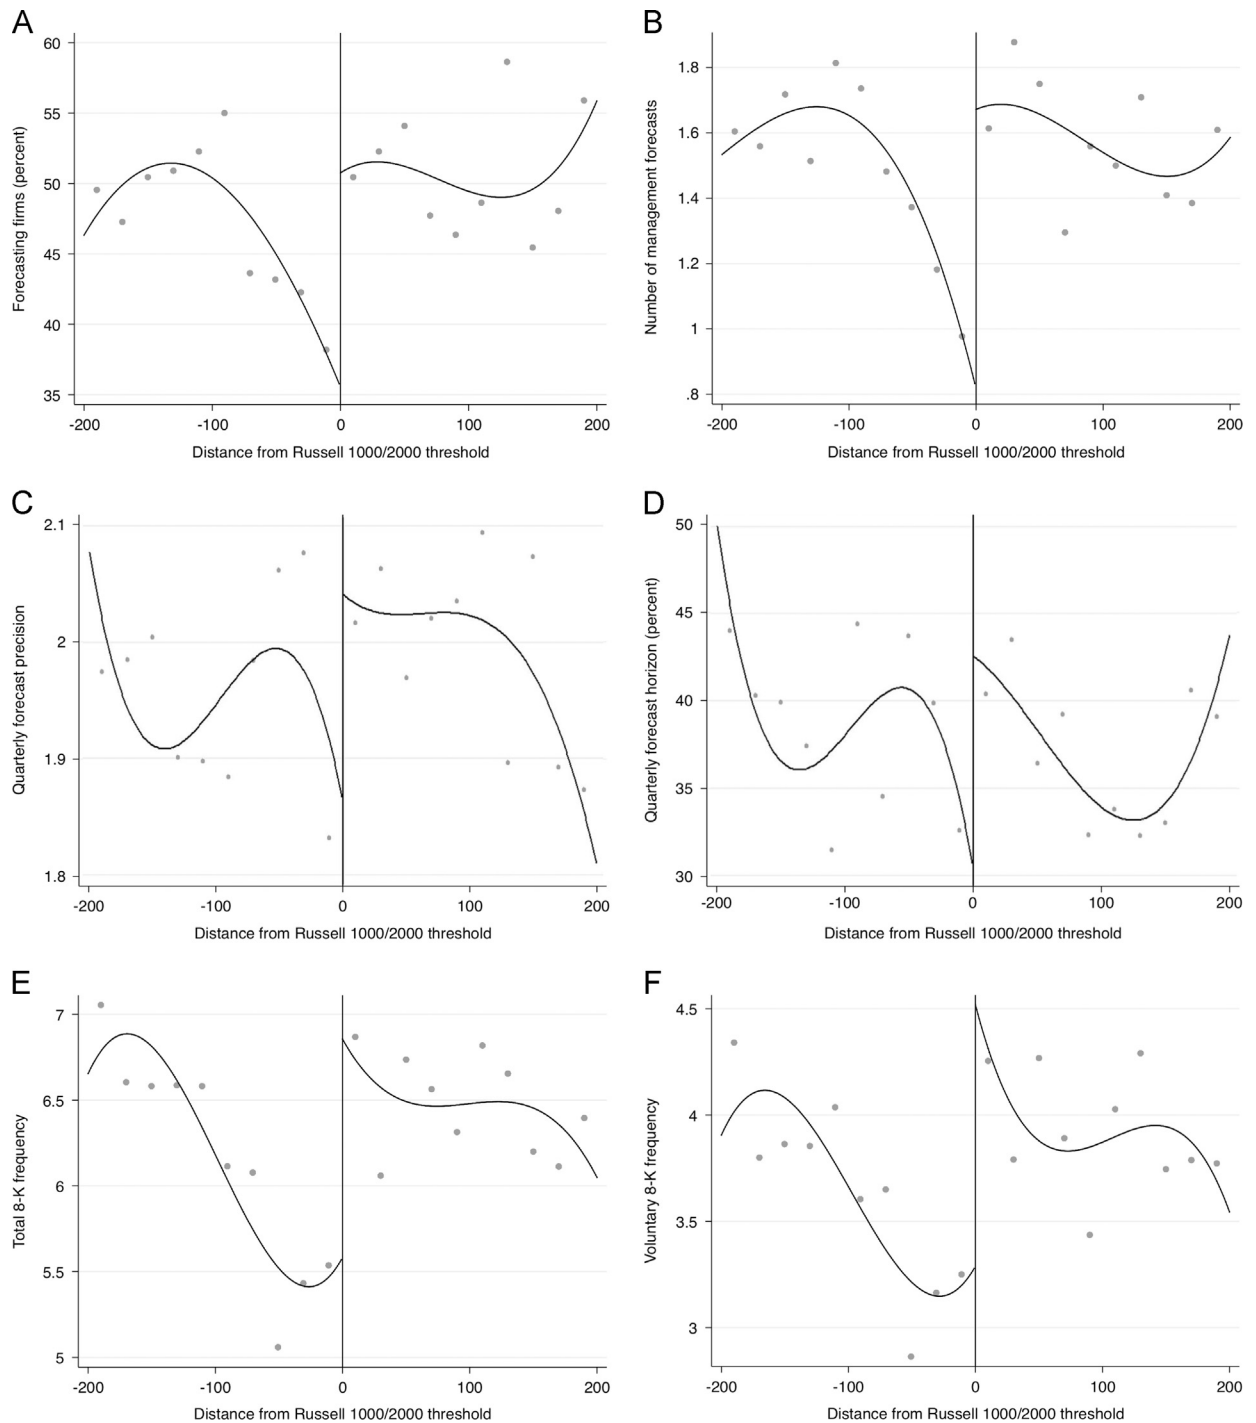 A
Forecasting firms (percent)
60
55
50
45
40
35
-200 -100 0 100 200
Distance from Russell 1000/2000 threshold
B
Number of management forecasts
1.8
1.6
1.4
1.2
1
.8
-200 -100 0 100 200
Distance from Russell 1000/2000 threshold
C
Quarterly forecast precision
2.1
2
1.9
1.8
-200 -100 0 100 200
Distance from Russell 1000/2000 threshold
D
Quarterly forecast horizon (percent)
50
45
40
35
30
-200 -100 0 100 200
Distance from Russell 1000/2000 threshold
E
Total 8-K frequency
7
6.5
6
5.5
5
-200 -100 0 100 200
Distance from Russell 1000/2000 threshold
F
Voluntary 8-K frequency
4.5
4
3.5
3
-200 -100 0 100 200
Distance from Russell 1000/2000 threshold